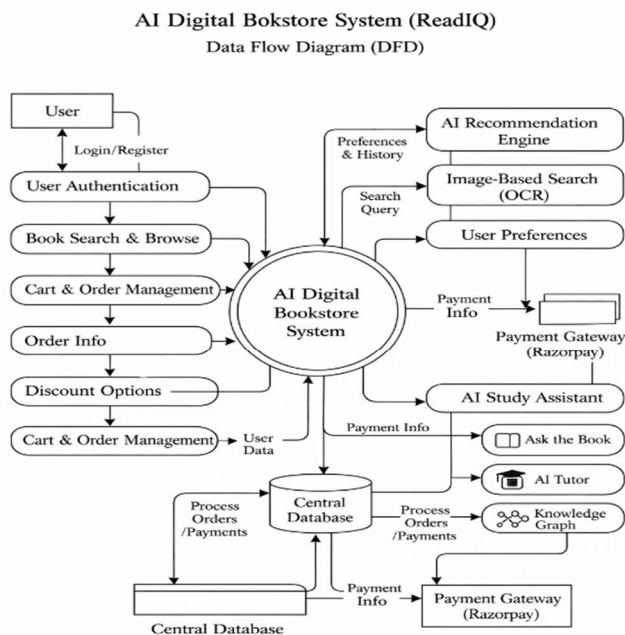 AI Digital Bokstore System (ReadIQ)
Data Flow Diagram (DFD)
User
Login/Register
User Authentication
Book Search & Browse
Cart & Order Management
Order Info
Discount Options
Cart & Order Management
User
Data
AI Digital
Bookstore
System
Preferences
& History
Search
Query
AI Recommendation
Engine
Image-Based Search
(OCR)
User Preferences
Payment
Info
Payment Gateway
(Razorpay)
AI Study Assistant
Payment Info
Ask the Book
AI Tutor
Knowledge
Graph
Central
Database
Process
Orders
/Payments
Process
Orders
/Payments
Payment
Info
Payment Gateway
(Razorpay)
Central Database